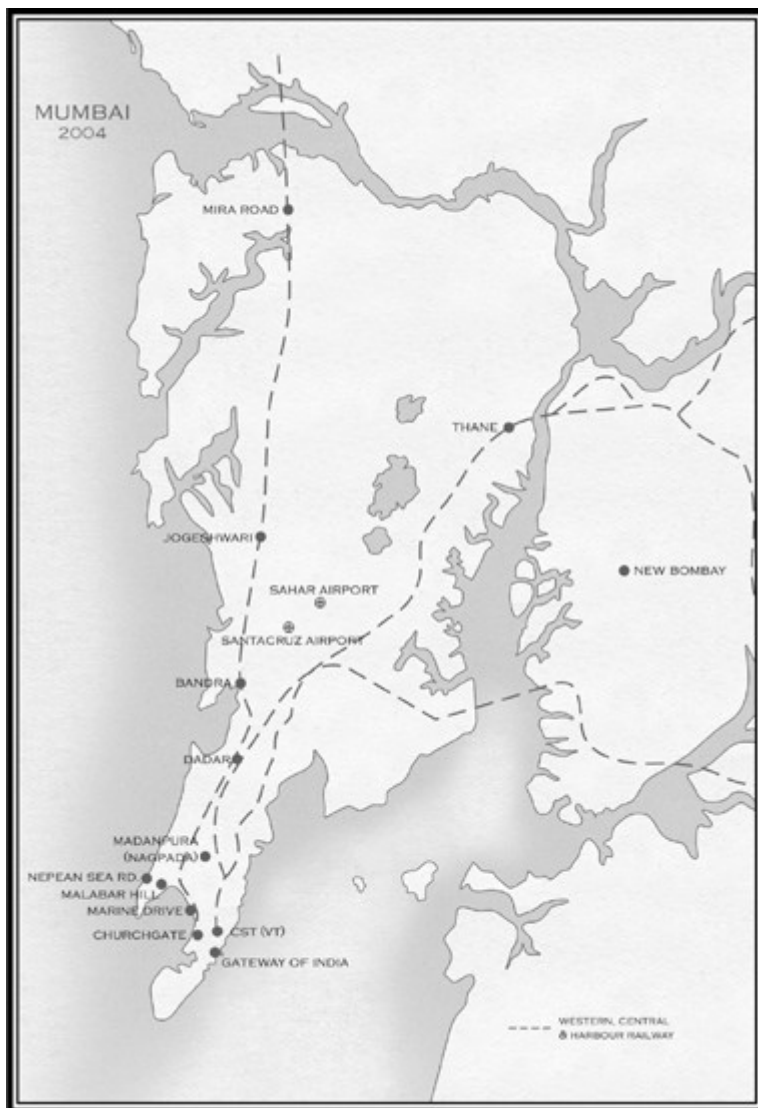 MUMBAI
2004
MIRA ROAD
THANE
JOGESHWARI
NEW BOMBAY
SAHAR AIRPORT
SANTACRUZ AIRPORT
BANDRA
DADAR
MADANPURA
(NAGPADA)
NEPEAN SEA RD.
MALABAR HILL
MARINE DRIVE
CHURCHGATE
CST (VT)
GATEWAY OF INDIA
WESTERN, CENTRAL
& HARBOUR RAILWAY